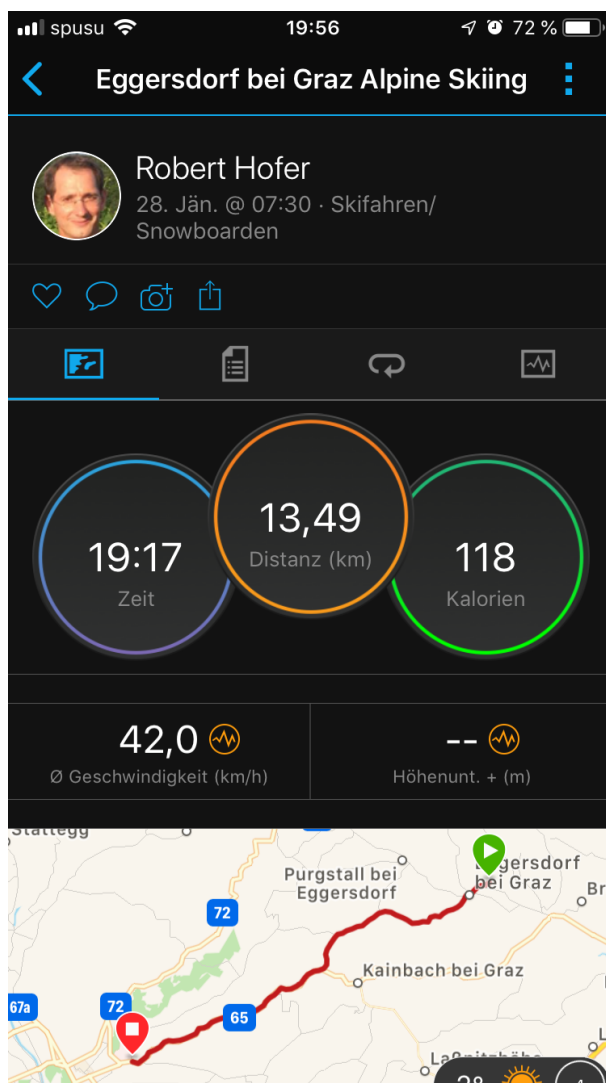 spusu 19:56 72 %
Eggersdorf bei Graz Alpine Skiing
Robert Hofer
28. Jän. @ 07:30 · Skifahren/
Snowboarden
13,49
Distanz (km)
19:17
Zeit
118
Kalorien
42,0
Ø Geschwindigkeit (km/h)
--
Höhenunt. + (m)
Stattegg
Purgstall bei
Eggersdorf
bei Graz
Br
72
Kainbach bei Graz
67a
72
65